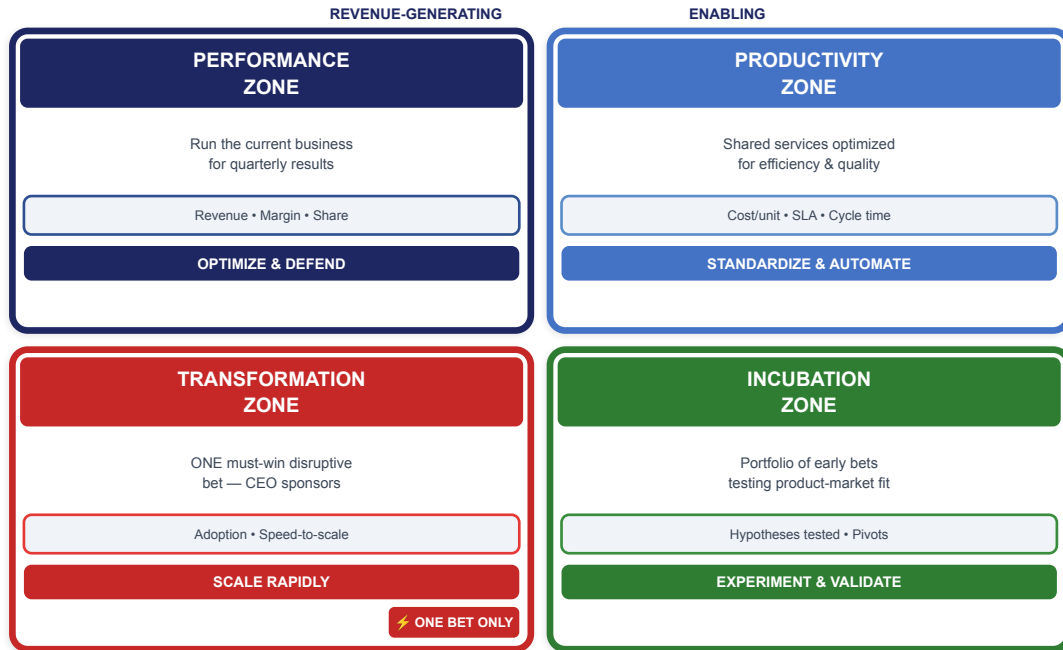 REVENUE-GENERATING
ENABLING
PERFORMANCE
ZONE
Run the current business
for quarterly results
Revenue • Margin • Share
OPTIMIZE & DEFEND
PRODUCTIVITY
ZONE
Shared services optimized
for efficiency & quality
Cost/unit • SLA • Cycle time
STANDARDIZE & AUTOMATE
TRANSFORMATION
ZONE
ONE must-win disruptive
bet — CEO sponsors
Adoption • Speed-to-scale
SCALE RAPIDLY
⚡ ONE BET ONLY
INCUBATION
ZONE
Portfolio of early bets
testing product-market fit
Hypotheses tested • Pivots
EXPERIMENT & VALIDATE